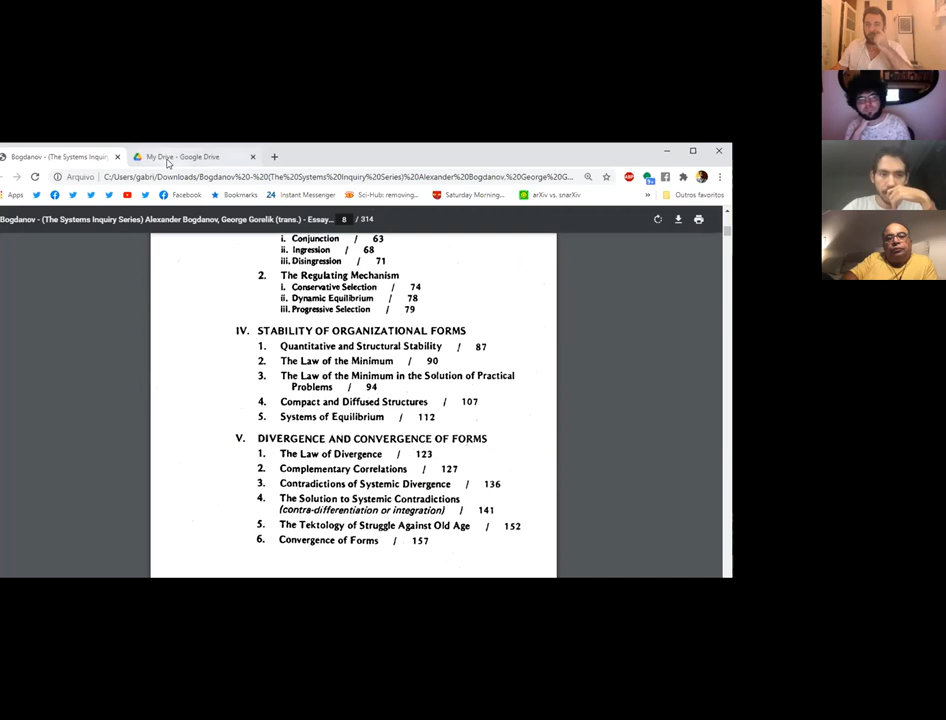 Bogdanov - (The Systems Inquir
My Drive - Google Drive
Arquivo
C:/Users/gabri/Downloads/Bogdanov%20-%20(The%20Systems%20Inquiry%20Series)%20Alexander%20Bogdanov,%20George%20G...
Apps
Facebook
Bookmarks
Instant Messenger
Sci-Hub: removing...
Saturday Morning...
arXiv vs. snarXiv
»
Outros favoritos
Bogdanov - (The Systems Inquiry Series) Alexander Bogdanov, George Gorelik (trans.) - Essay... 8 / 314
i. Conjunction / 63
ii. Ingression / 68
iii. Disingression / 71
2. The Regulating Mechanism
i. Conservative Selection / 74
ii. Dynamic Equilibrium / 78
iii. Progressive Selection / 79
IV. STABILITY OF ORGANIZATIONAL FORMS
1. Quantitative and Structural Stability / 87
2. The Law of the Minimum / 90
3. The Law of the Minimum in the Solution of Practical
Problems / 94
4. Compact and Diffused Structures / 107
5. Systems of Equilibrium / 112
V. DIVERGENCE AND CONVERGENCE OF FORMS
1. The Law of Divergence / 123
2. Complementary Correlations / 127
3. Contradictions of Systemic Divergence / 136
4. The Solution to Systemic Contradictions
(contra-differentiation or integration) / 141
5. The Tektology of Struggle Against Old Age / 152
6. Convergence of Forms / 157